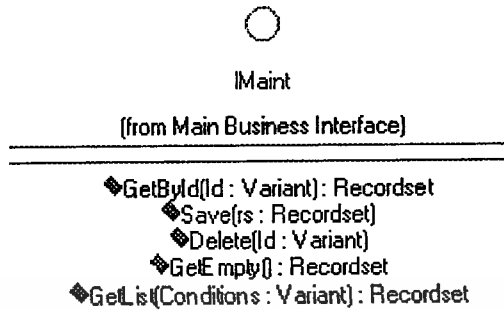 IMaint
(from Main Business Interface)
GetById(Id : Variant) : Recordset
Save(rs : Recordset)
Delete(Id : Variant)
GetEmpty() : Recordset
GetList(Conditions : Variant) : Recordset